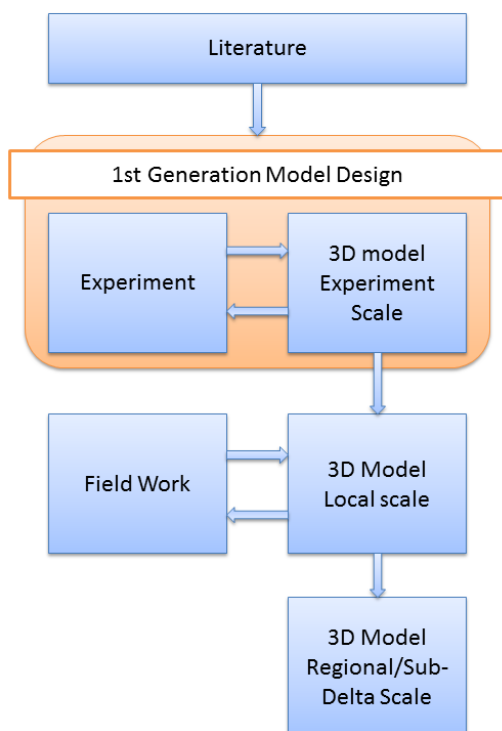 Literature
1st Generation Model Design
Experiment
3D model
Experiment
Scale
Field Work
3D Model
Local scale
3D Model
Regional/Sub-
Delta Scale